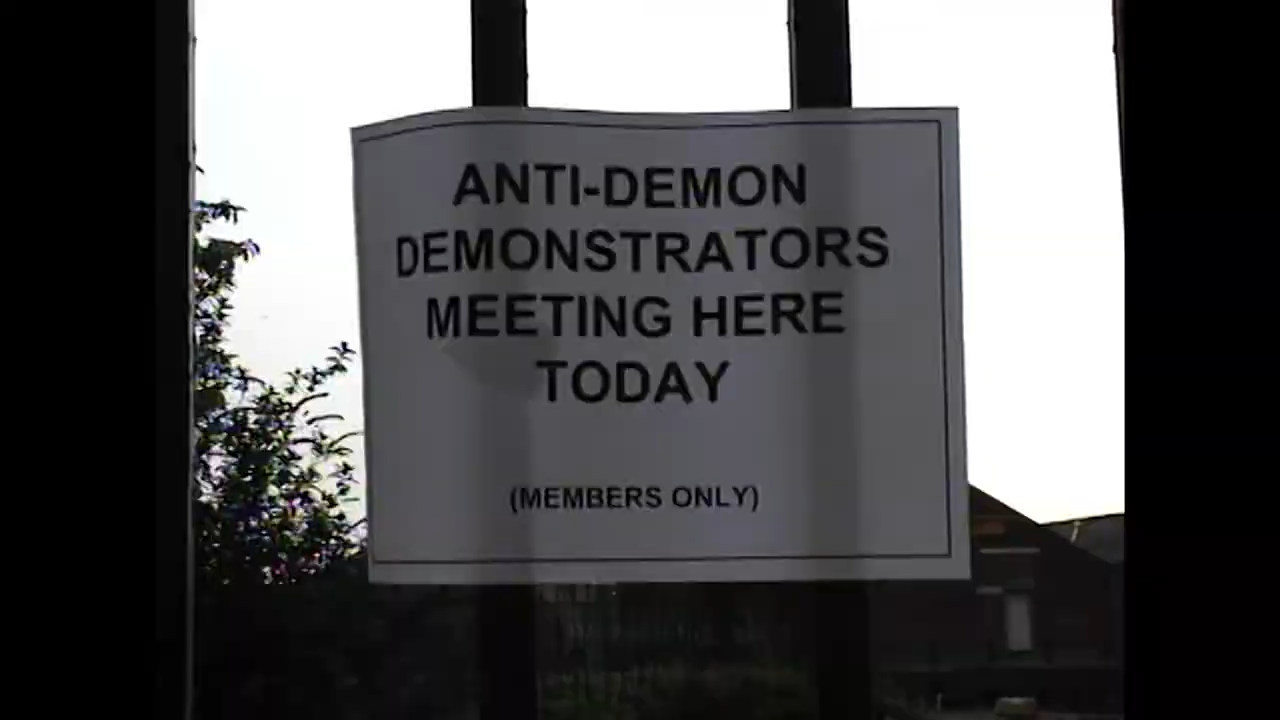 ANTI-DEMON
DEMONSTRATORS
MEETING HERE
TODAY
(MEMBERS ONLY)